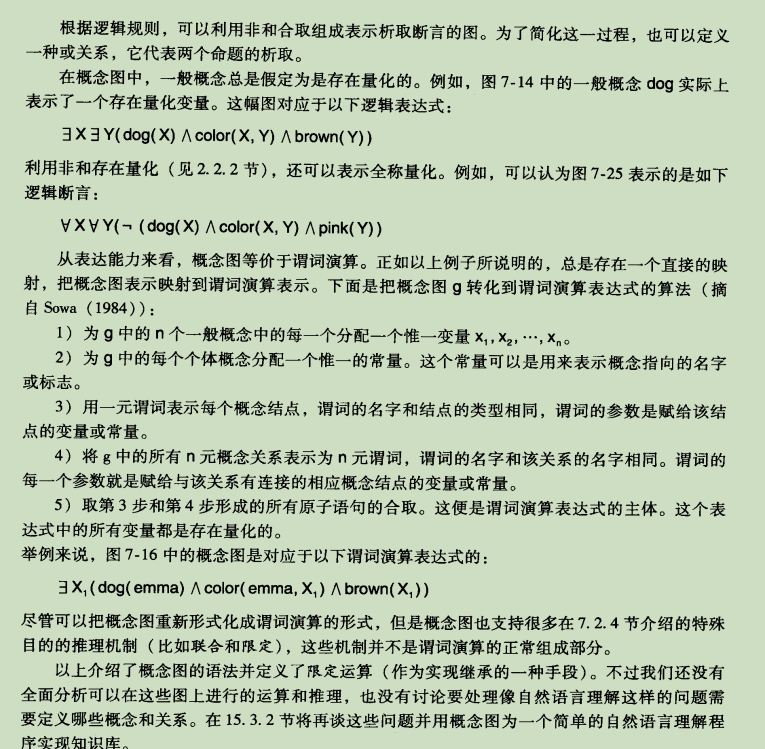 根据逻辑规则，可以利用非和合取组成表示析取断言的图。为了简化这一过程，也可以定义
一种或关系，它代表两个命题的析取。
在概念图中，一般概念总是假定为是存在量化的。例如，图 7-14 中的一般概念 dog 实际上
表示了一个存在量化变量。这幅图对应于以下逻辑表达式：
∃X∃Y(dog(X)∧color(X, Y)∧brown(Y))
利用非和存在量化（见 2.2.2 节），还可以表示全称量化。例如，可以认为图 7-25 表示的是如下
逻辑断言：
∀X∀Y(¬(dog(X)∧color(X, Y)∧pink(Y))
从表达能力来看，概念图等价于谓词演算。正如以上例子所说明的，总是存在一个直接的映
射，把概念图表示映射到谓词演算表示。下面是把概念图 g 转化到谓词演算表达式的算法（摘
自 Sowa（1984））：
1）为 g 中的 n 个一般概念中的每一个分配一个惟一变量 x₁, x₂, …, xₙ。
2）为 g 中的每个个体概念分配一个惟一的常量。这个常量可以是用来表示概念指向的名字
或标志。
3）用一元谓词表示每个概念结点，谓词的名字和结点的类型相同，谓词的参数是赋给该结
点的变量或常量。
4）将 g 中的所有 n 元概念关系表示为 n 元谓词，谓词的名字和该关系的名字相同。谓词的
每一个参数就是赋给与该关系有连接的相应概念结点的变量或常量。
5）取第 3 步和第 4 步形成的所有原子语句的合取。这便是谓词演算表达式的主体。这个表
达式中的所有变量都是存在量化的。
举例来说，图 7-16 中的概念图是对应于以下谓词演算表达式的：
∃X₁(dog(emma)∧color(emma, X₁)∧brown(X₁))
尽管可以把概念图重新形式化成谓词演算的形式，但是概念图也支持很多在 7.2.4 节介绍的特殊
目的的推理机制（比如联合和限定），这些机制并不是谓词演算的正常组成部分。
以上介绍了概念图的语法并定义了限定运算（作为实现继承的一种手段）。不过我们还没有
全面分析可以在这些图上进行的运算和推理，也没有讨论要处理像自然语言理解这样的问题需
要定义哪些概念和关系。在 15.3.2 节将再谈这些问题并用概念图为一个简单的自然语言理解程
序实现知识库。